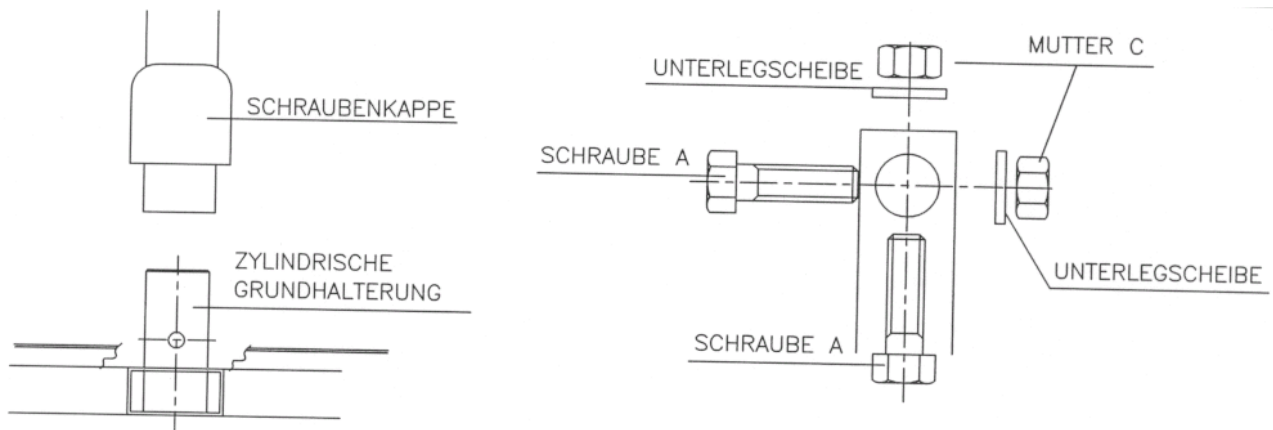 SCHRAUBENKAPPE
ZYLINDRISCHE
GRUNDHALTERUNG
MUTTER C
UNTERLEGSCHEIBE
SCHRAUBE A
UNTERLEGSCHEIBE
SCHRAUBE A